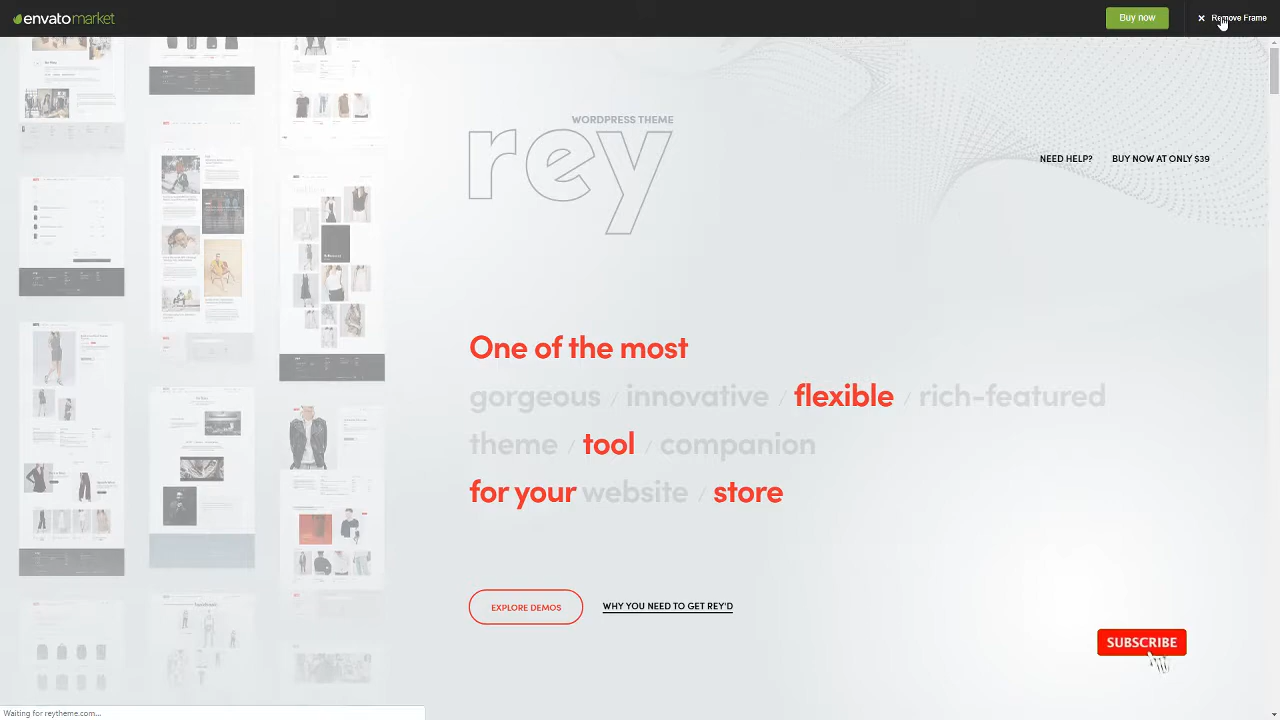 envatomarket
Buy now
× Remove Frame
WORDPRESS THEME
rey
NEED HELP?
BUY NOW AT ONLY $39
One of the most
gorgeous / innovative / flexible / rich-featured
theme / tool / companion
for your website / store
EXPLORE DEMOS
WHY YOU NEED TO GET REY'D
SUBSCRIBE
Waiting for reytheme.com...